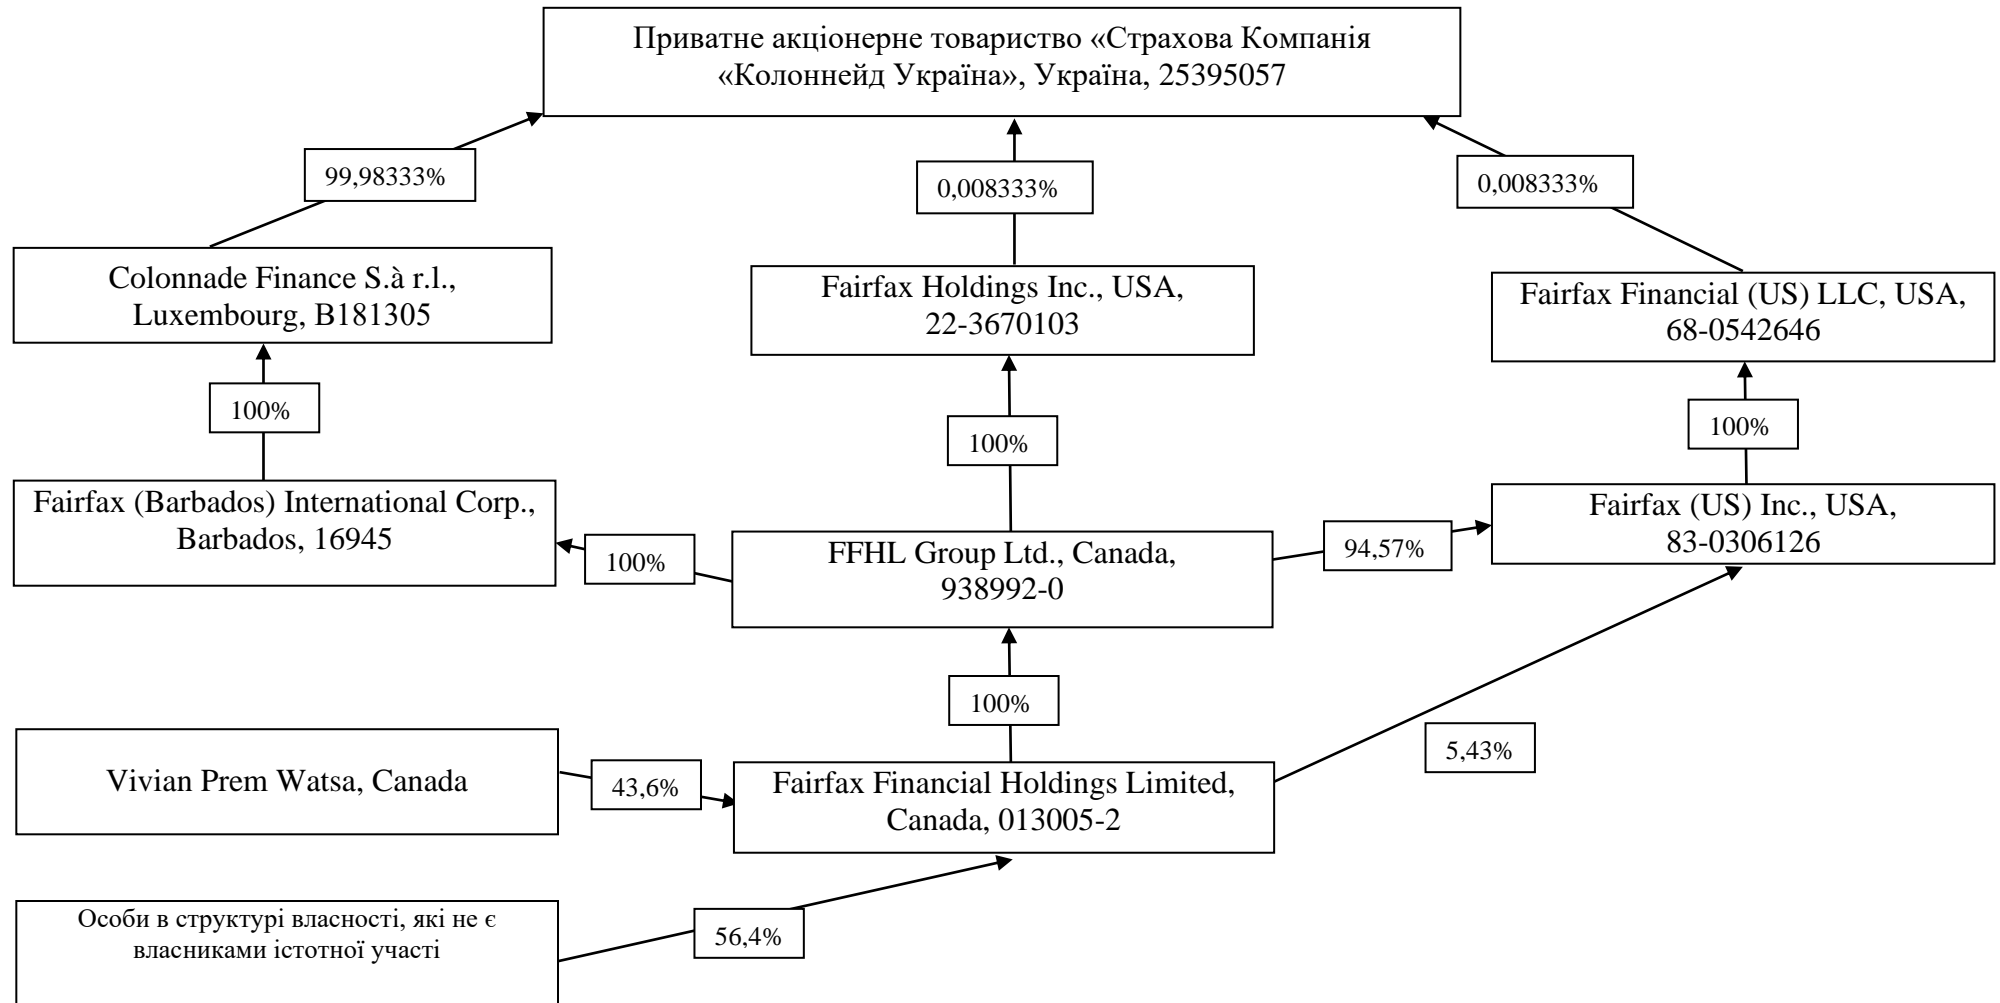 Приватне акціонерне товариство «Страхова Компанія
«Колоннейд Україна», Україна, 25395057
99,98333%
0,008333%
0,008333%
Colonnade Finance S.à r.l.,
Luxembourg, B181305
Fairfax Holdings Inc., USA,
22-3670103
Fairfax Financial (US) LLC, USA,
68-0542646
100%
100%
100%
Fairfax (Barbados) International Corp.,
Barbados, 16945
100%
FFHL Group Ltd., Canada,
938992-0
94,57%
Fairfax (US) Inc., USA,
83-0306126
100%
5,43%
Vivian Prem Watsa, Canada
43,6%
Fairfax Financial Holdings Limited,
Canada, 013005-2
Особи в структурі власності, які не є
власниками істотної участі
56,4%